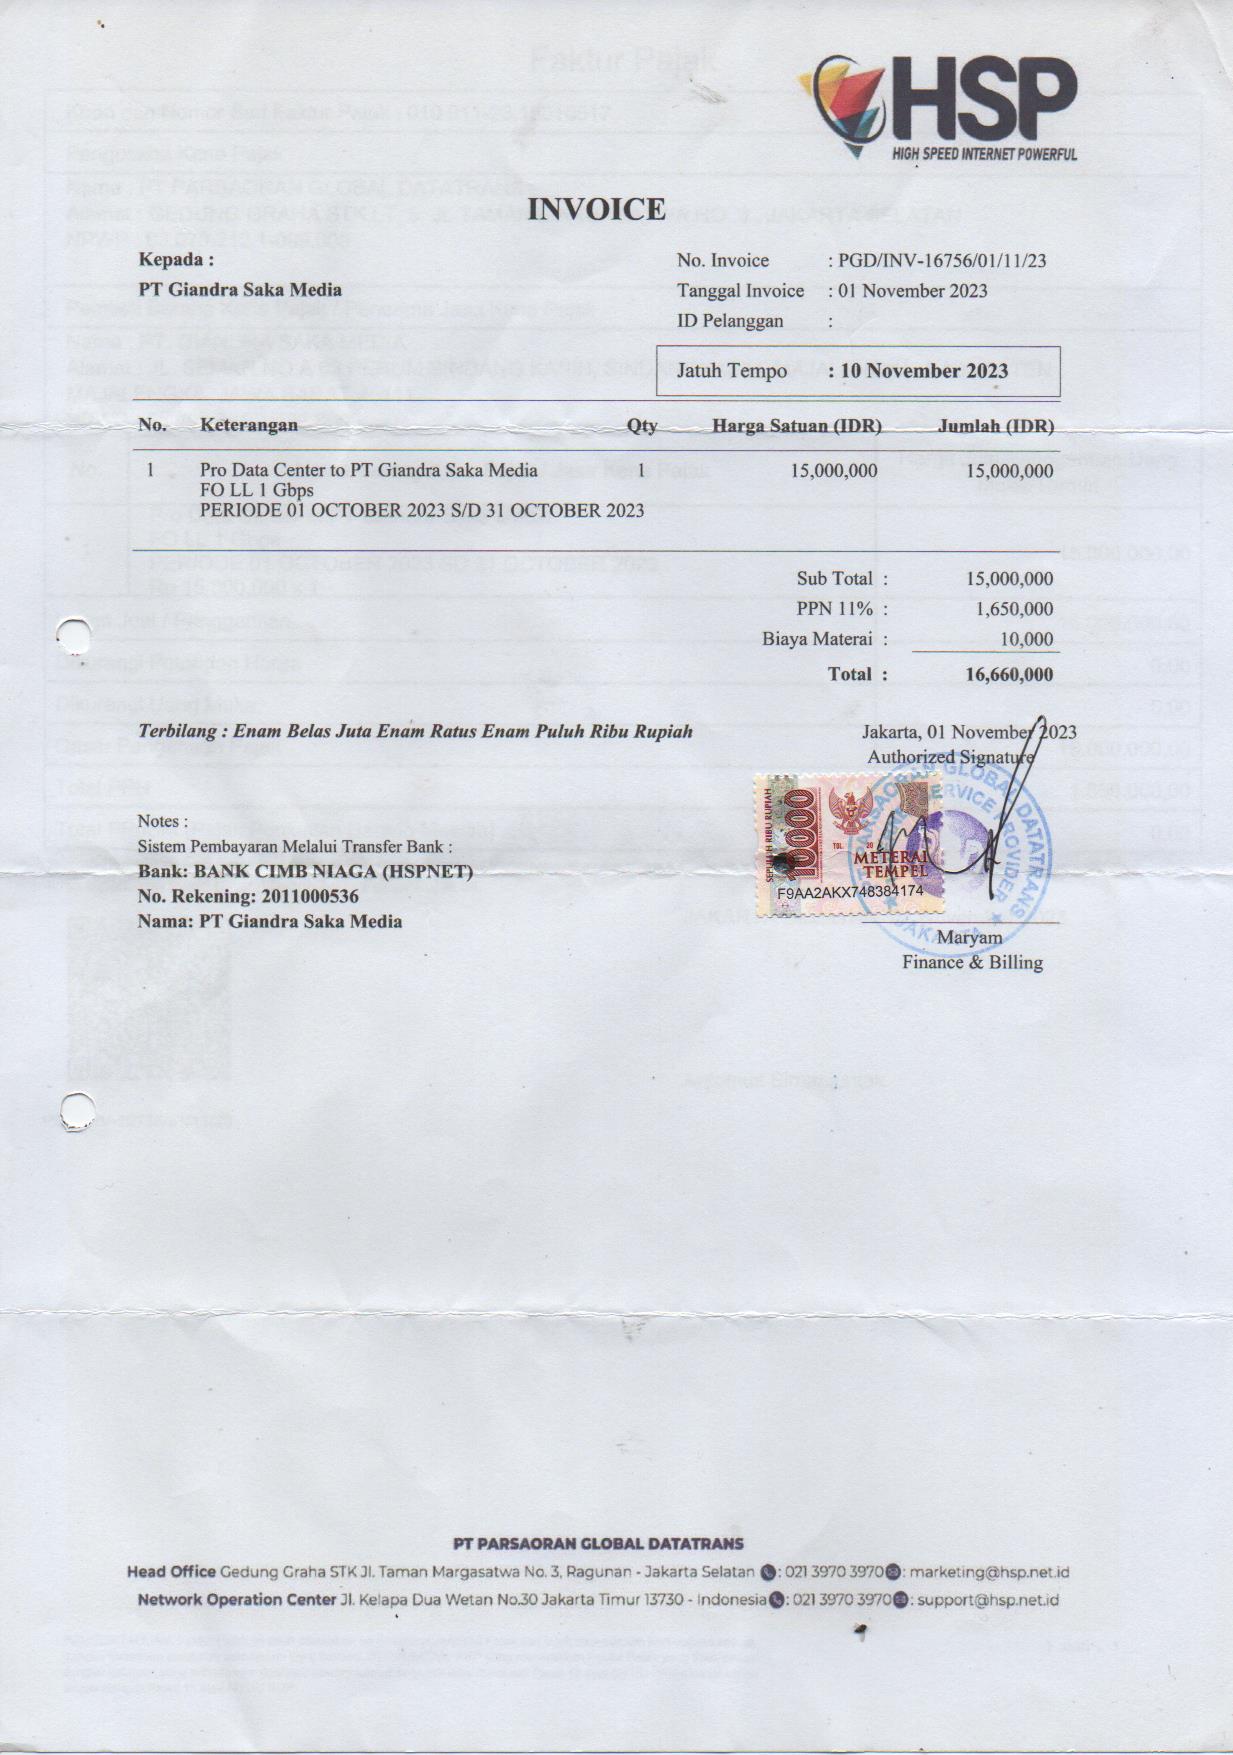 HSP
HIGH SPEED INTERNET POWERFUL
INVOICE
Kepada :
PT Giandra Saka Media
No. Invoice : PGD/INV-16756/01/11/23
Tanggal Invoice : 01 November 2023
ID Pelanggan :
Jatuh Tempo : 10 November 2023
No. Keterangan Qty Harga Satuan (IDR) Jumlah (IDR)
1 Pro Data Center to PT Giandra Saka Media 1 15,000,000 15,000,000
FO LL 1 Gbps
PERIODE 01 OCTOBER 2023 S/D 31 OCTOBER 2023
Sub Total : 15,000,000
PPN 11% : 1,650,000
Biaya Materai : 10,000
Total : 16,660,000
Terbilang : Enam Belas Juta Enam Ratus Enam Puluh Ribu Rupiah
Jakarta, 01 November 2023
Authorized Signature
Notes :
Sistem Pembayaran Melalui Transfer Bank :
Bank: BANK CIMB NIAGA (HSPNET)
No. Rekening: 2011000536
Nama: PT Giandra Saka Media
SEPULUH RIBU RUPIAH
10000
TGL. 20
METERAI
TEMPEL
F9AA2AKX748384174
PARSAORAN GLOBAL DATATRANS
SERVICE PROVIDER
JAKARTA
Maryam
Finance & Billing
PT PARSAORAN GLOBAL DATATRANS
Head Office Gedung Graha STK Jl. Taman Margasatwa No. 3, Ragunan - Jakarta Selatan : 021 3970 3970 : marketing@hsp.net.id
Network Operation Center Jl. Kelapa Dua Wetan No.30 Jakarta Timur 13730 - Indonesia : 021 3970 3970 : support@hsp.net.id